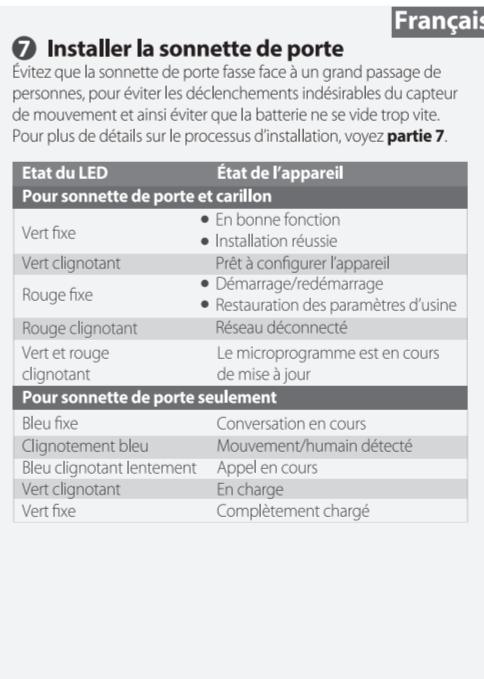 Français
7 Installer la sonnette de porte
Évitez que la sonnette de porte fasse face à un grand passage de
personnes, pour éviter les déclenchements indésirables du capteur
de mouvement et ainsi éviter que la batterie ne se vide trop vite.
Pour plus de détails sur le processus d'installation, voyez partie 7.
Etat du LED État de l'appareil
Pour sonnette de porte et carillon
Vert fixe
• En bonne fonction
• Installation réussie
Vert clignotant Prêt à configurer l'appareil
Rouge fixe
• Démarrage/redémarrage
• Restauration des paramètres d'usine
Rouge clignotant Réseau déconnecté
Vert et rouge Le microprogramme est en cours
clignotant de mise à jour
Pour sonnette de porte seulement
Bleu fixe Conversation en cours
Clignotement bleu Mouvement/humain détecté
Bleu clignotant lentement Appel en cours
Vert clignotant En charge
Vert fixe Complètement chargé